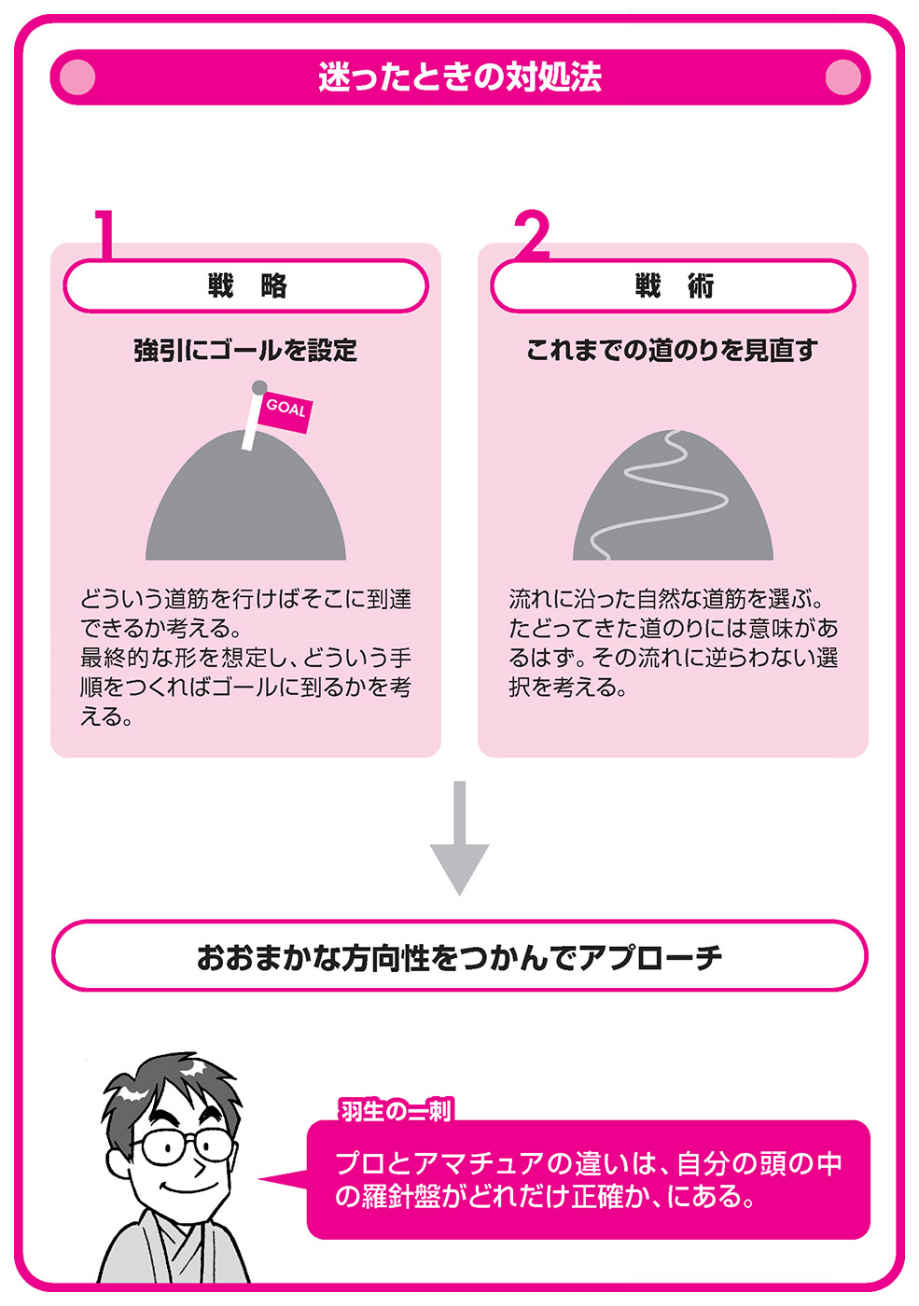 迷ったときの対処法
1
戦 略
強引にゴールを設定
GOAL
どういう道筋を行けばそこに到達
できるか考える。
最終的な形を想定し、どういう手
順をつくればゴールに到るかを考
える。
2
戦 術
これまでの道のりを見直す
流れに沿った自然な道筋を選ぶ。
たどってきた道のりには意味があ
るはず。その流れに逆らわない選
択を考える。
おおまかな方向性をつかんでアプローチ
羽生の一刺
プロとアマチュアの違いは、自分の頭の中
の羅針盤がどれだけ正確か、にある。